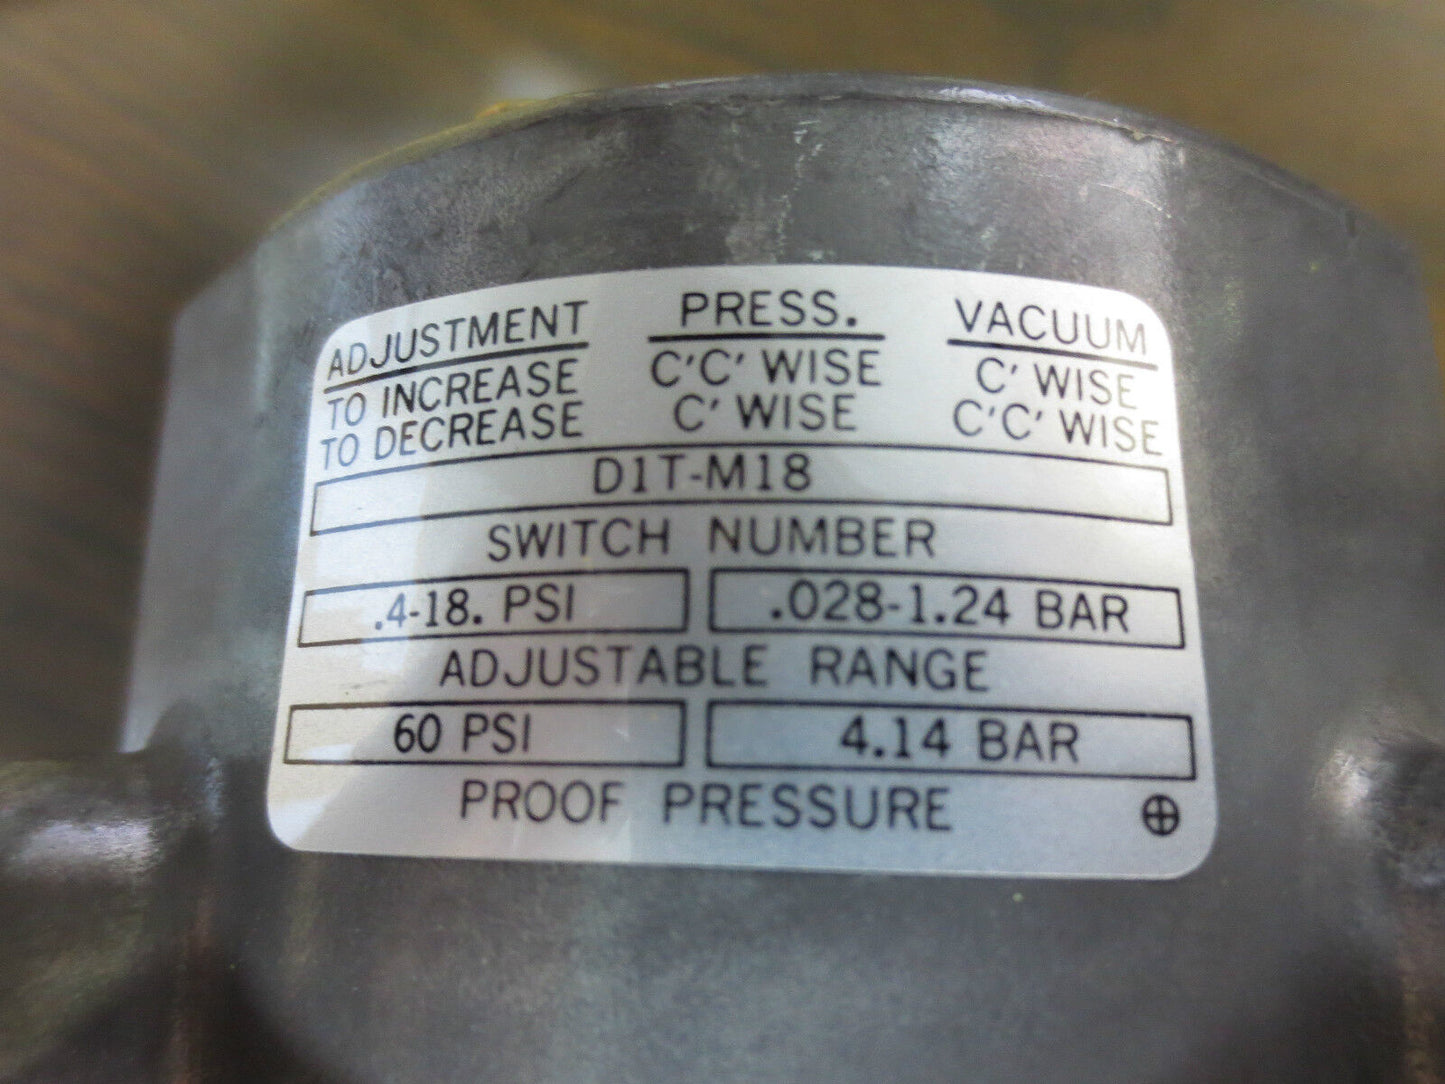 ADJUSTMENT PRESS. VACUUM
TO INCREASE C'C' WISE C' WISE
TO DECREASE C' WISE C'C' WISE
D1T-M18
SWITCH NUMBER
.4-18. PSI .028-1.24 BAR
ADJUSTABLE RANGE
60 PSI 4.14 BAR
PROOF PRESSURE